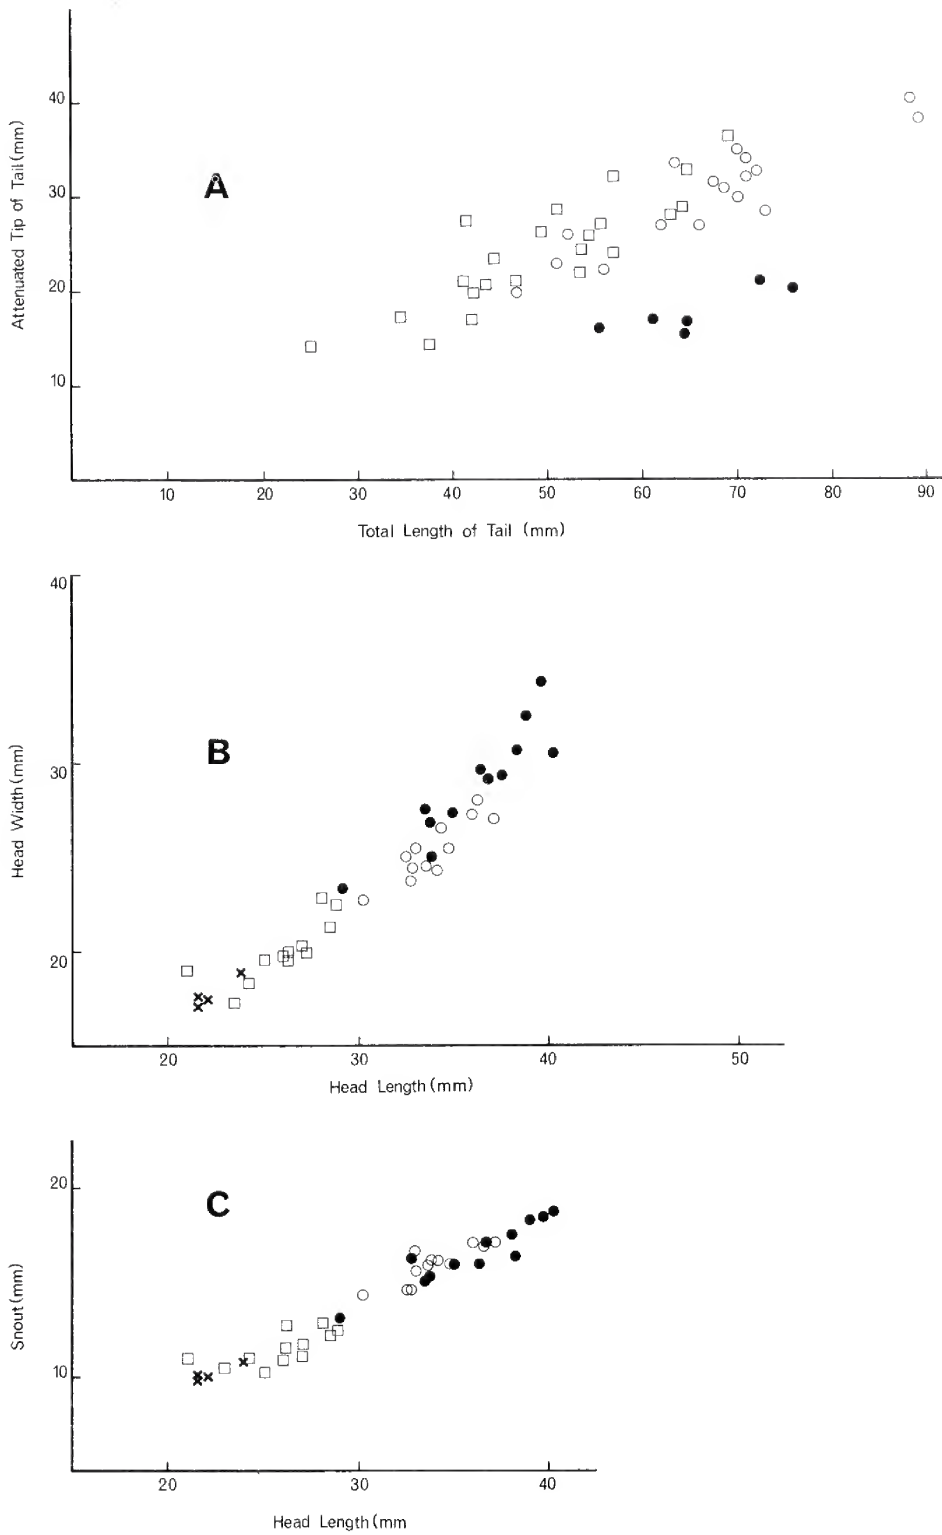 40
30
20
10
Attenuated Tip of Tail (mm)
A
10 20 30 40 50 60 70 80 90
Total Length of Tail (mm)
40
30
20
Head Width (mm)
B
20 30 40 50
Head Length (mm)
20
10
Snout (mm)
C
20 30 40
Head Length (mm